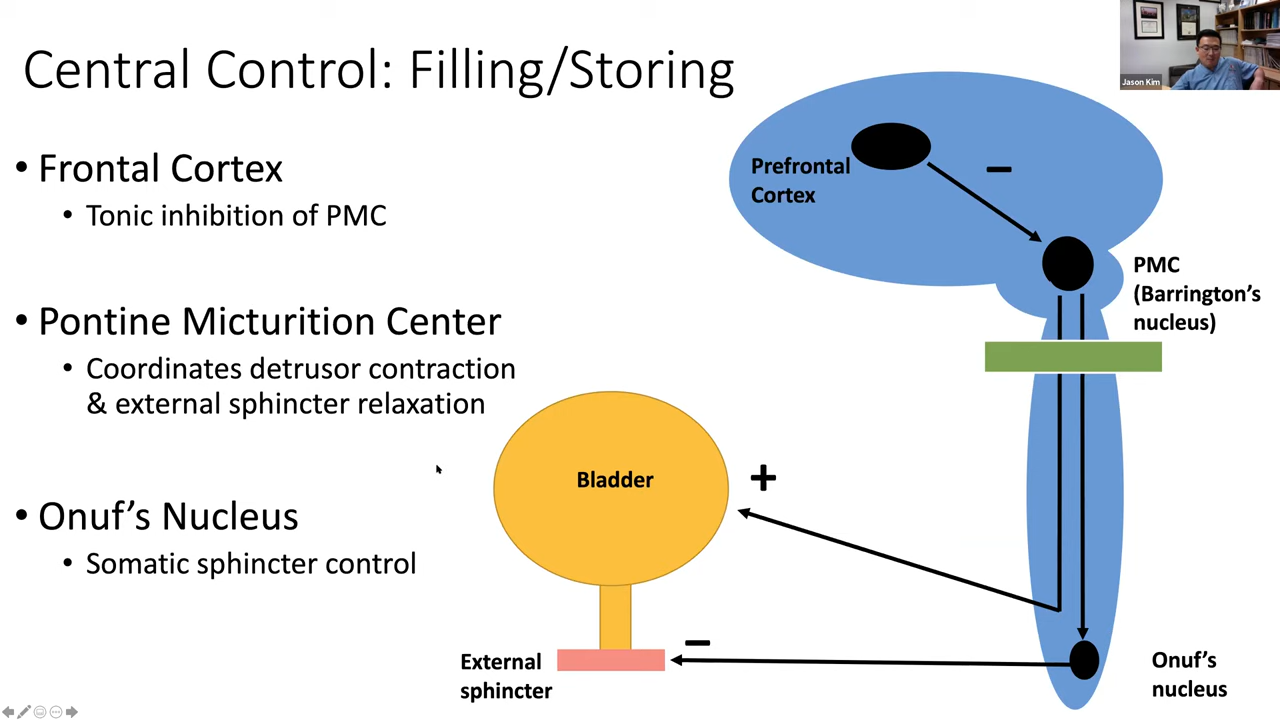 Central Control: Filling/Storing
• Frontal Cortex
• Tonic inhibition of PMC
• Pontine Micturition Center
• Coordinates detrusor contraction
& external sphincter relaxation
• Onuf’s Nucleus
• Somatic sphincter control
Prefrontal
Cortex
−
PMC
(Barrington’s
nucleus)
Bladder
+
−
External
sphincter
Onuf’s
nucleus
Jason Kim